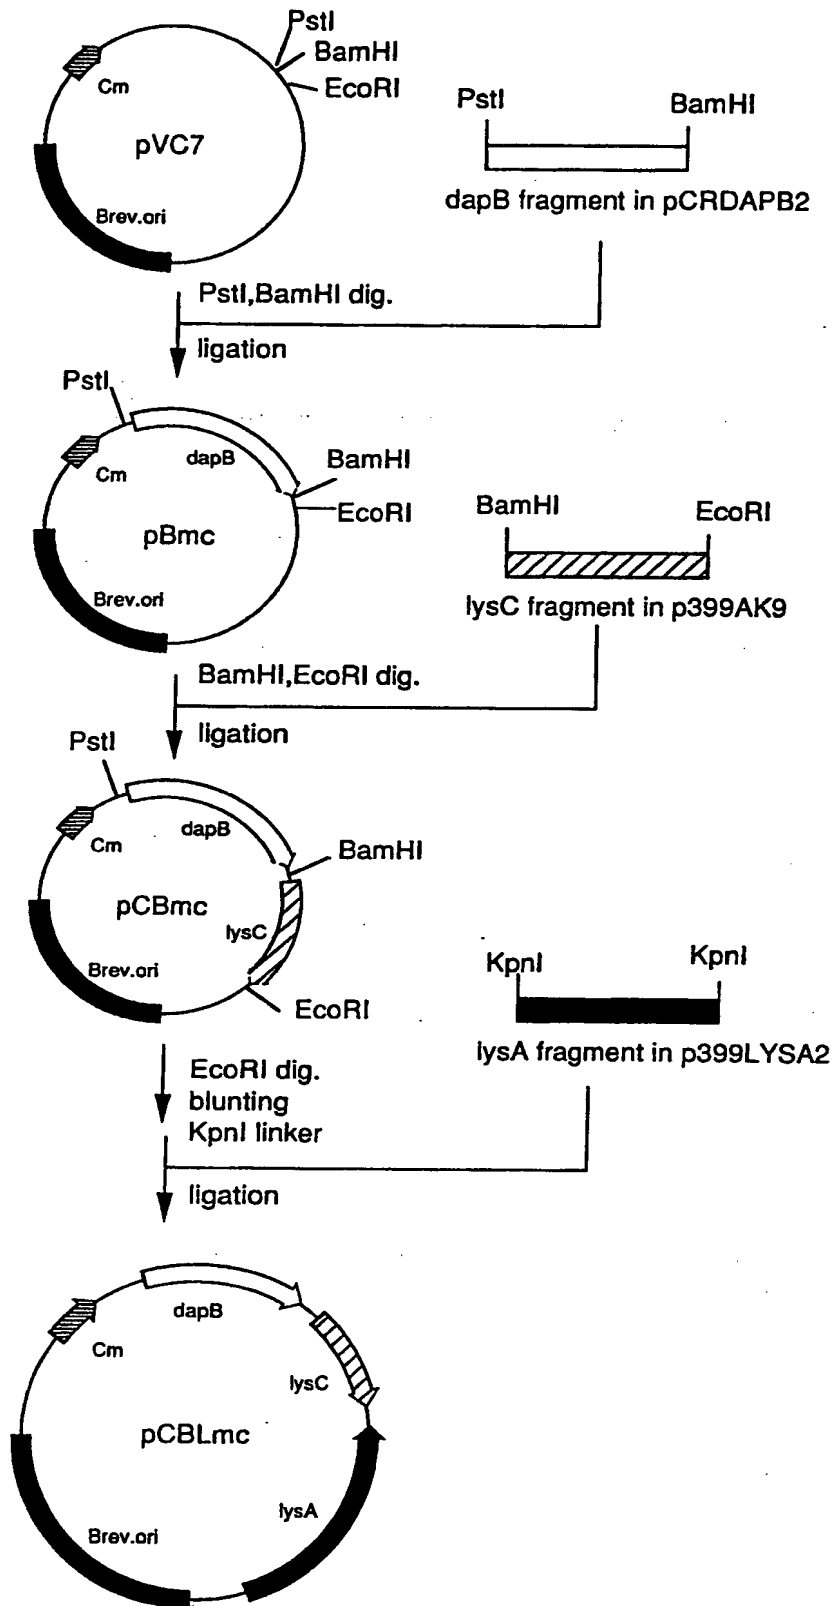 PstI
BamHI
EcoRI
Cm
pVC7
Brev.ori
PstI
BamHI
dapB fragment in pCRDAPB2
PstI,BamHI dig.
ligation
PstI
dapB
Cm
BamHI
EcoRI
pBmc
Brev.ori
BamHI
EcoRI
lysC fragment in p399AK9
BamHI,EcoRI dig.
ligation
PstI
dapB
Cm
BamHI
pCBmc
lysC
Brev.ori
EcoRI
KpnI
KpnI
lysA fragment in p399LYSA2
EcoRI dig.
blunting
KpnI linker
ligation
dapB
Cm
lysC
pCBLmc
lysA
Brev.ori